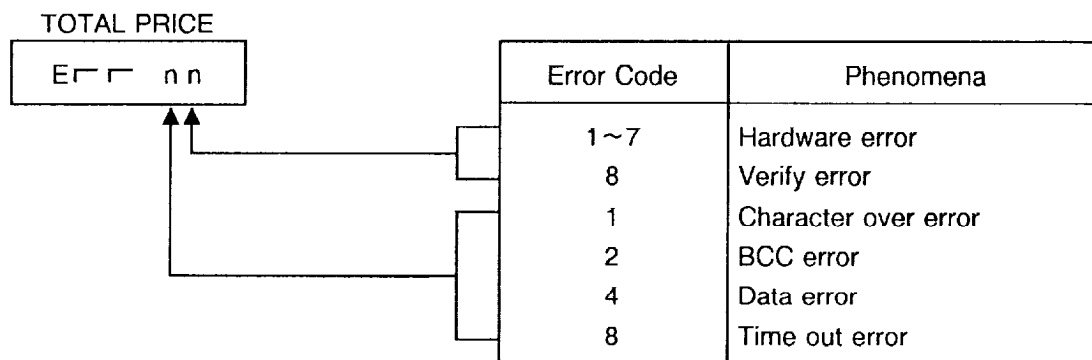 TOTAL PRICE
E┌ ┌ n n
Error Code Phenomena
1~7 Hardware error
8 Verify error
1 Character over error
2 BCC error
4 Data error
8 Time out error